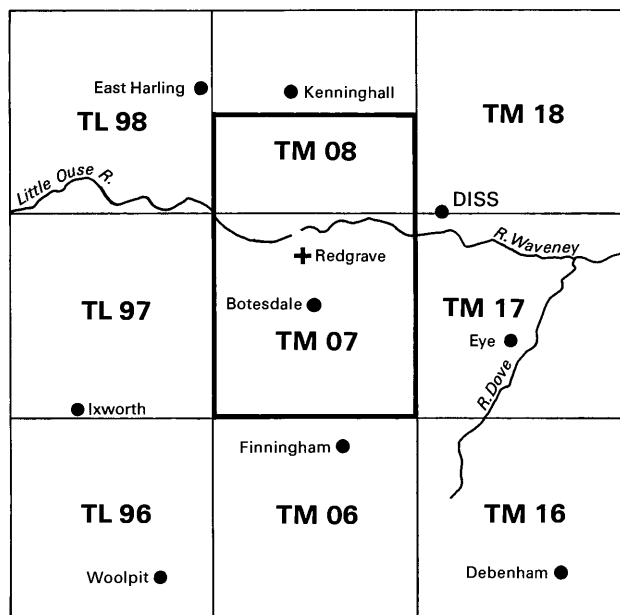 East Harling
Kenninghall
TL 98
TM 08
TM 18
Little Ouse R.
DISS
R. Waveney
Redgrave
TL 97
Botesdale
TM 07
TM 17
Eye
R. Dove
Ixworth
Finningham
TL 96
TM 06
TM 16
Woolpit
Debenham